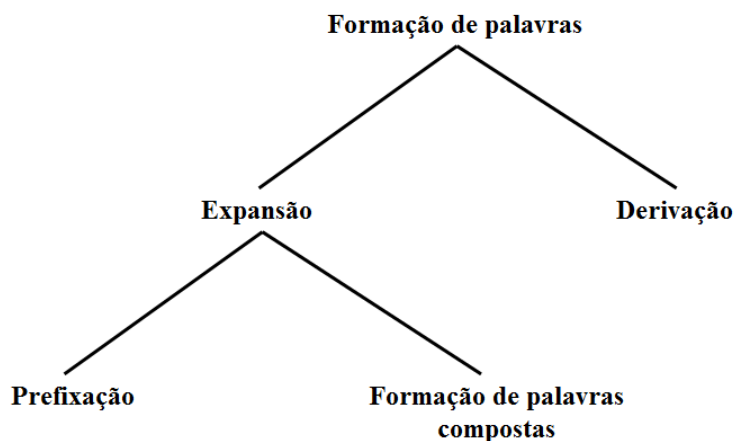 Formação de palavras
Expansão
Derivação
Prefixação
Formação de palavras
compostas